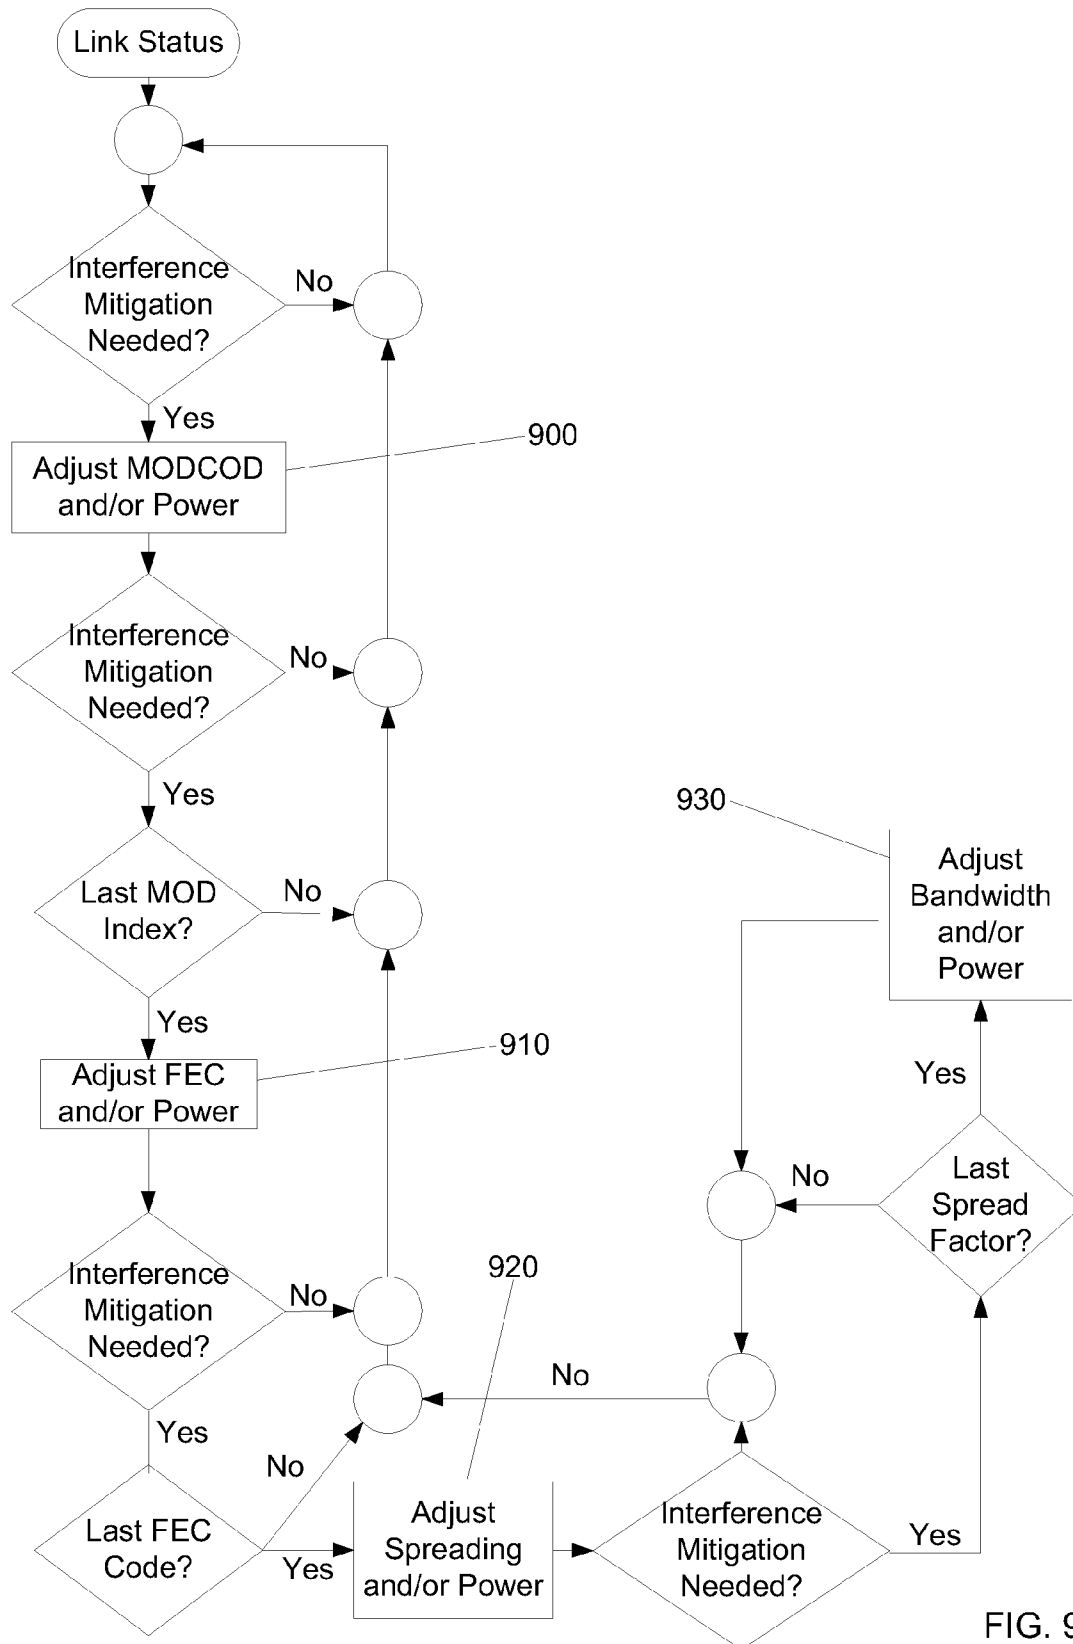 Link Status
Interference
Mitigation
Needed?
No
Yes
900
Adjust MODCOD
and/or Power
Interference
Mitigation
Needed?
No
Yes
Last MOD
Index?
No
Yes
910
Adjust FEC
and/or Power
Interference
Mitigation
Needed?
No
Yes
Last FEC
Code?
No
Yes
920
Adjust
Spreading
and/or Power
Interference
Mitigation
Needed?
No
Yes
Last
Spread
Factor?
No
Yes
930
Adjust
Bandwidth
and/or
Power
FIG. 9